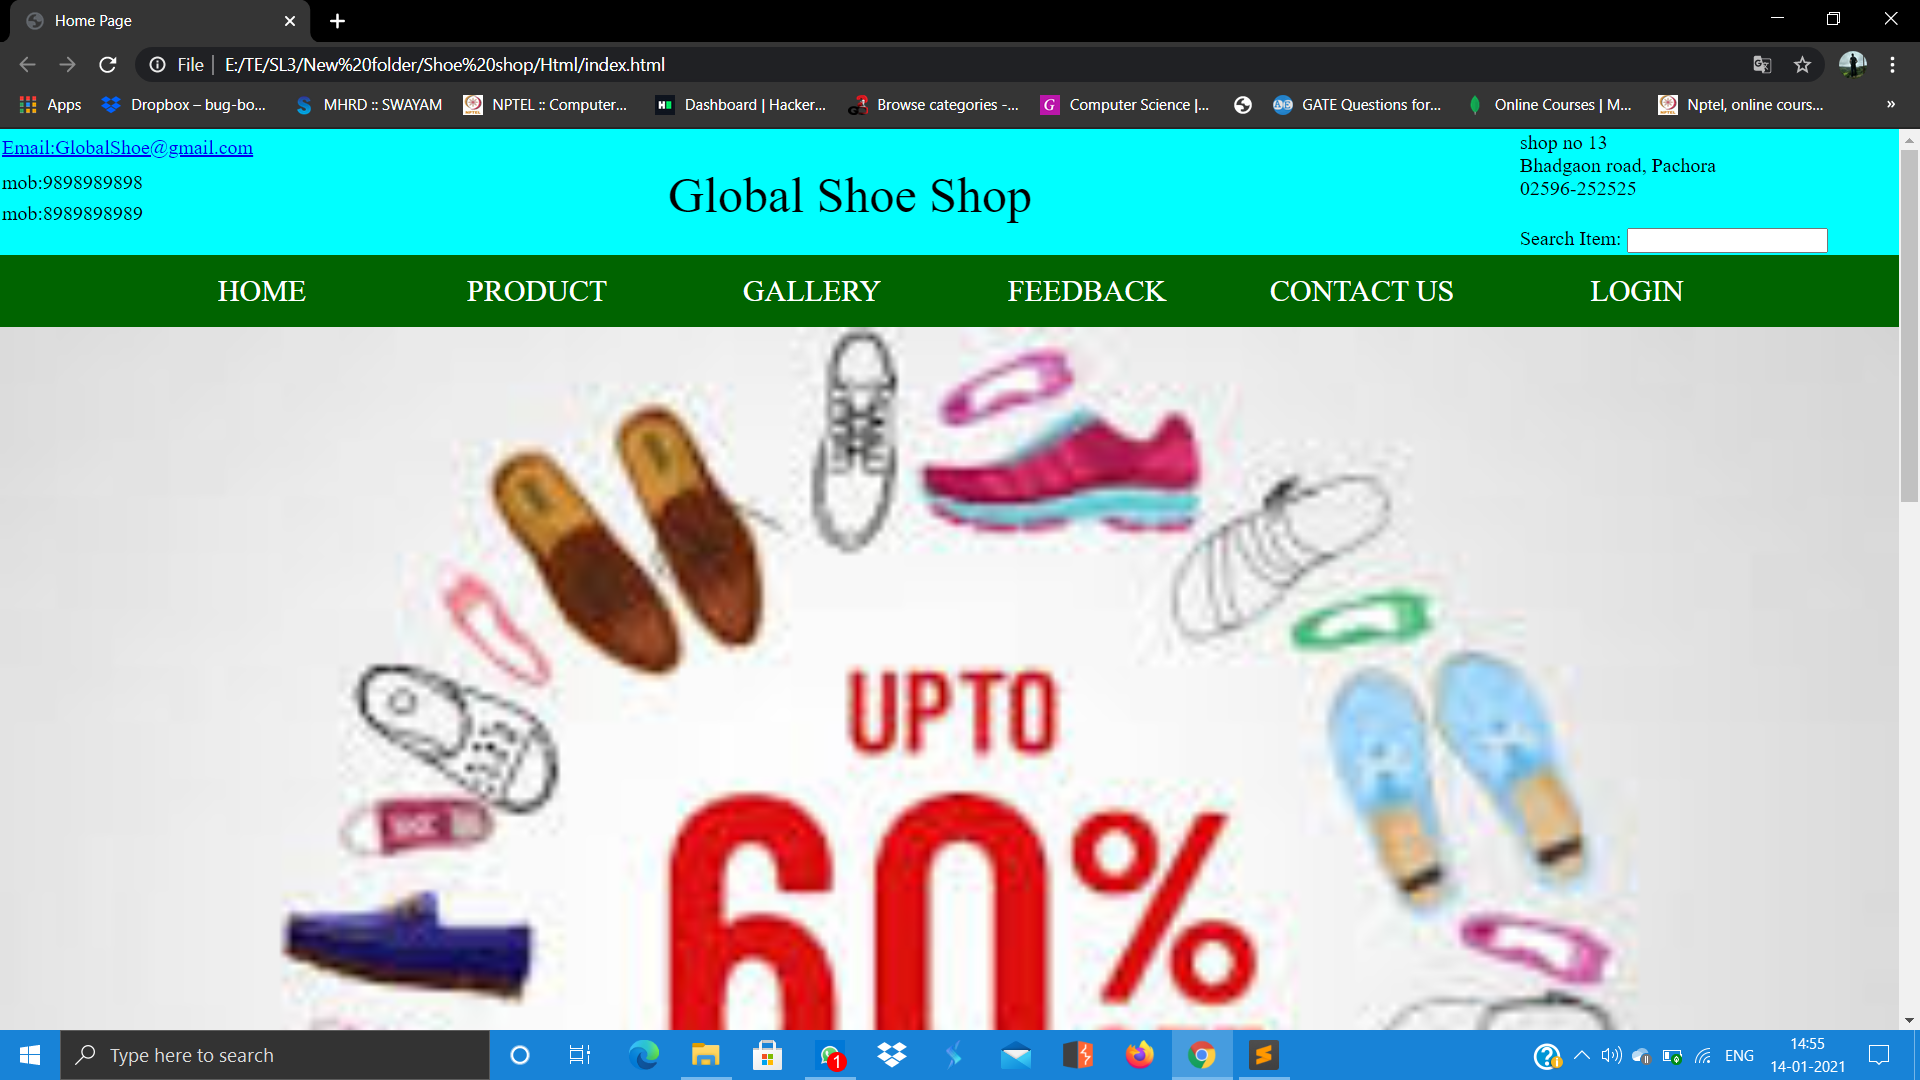 Home Page
File
E:/TE/SL3/New%20folder/Shoe%20shop/Html/index.html
Apps
Dropbox – bug-bo...
MHRD :: SWAYAM
NPTEL :: Computer...
Dashboard | Hacker...
Browse categories -...
Computer Science |...
GATE Questions for...
Online Courses | M...
Nptel, online cours...
»
Email:GlobalShoe@gmail.com
mob:9898989898
mob:8989898989
Global Shoe Shop
shop no 13
Bhadgaon road, Pachora
02596-252525
Search Item:
HOME PRODUCT GALLERY FEEDBACK CONTACT US LOGIN
UPTO
60%
Type here to search
1
ENG
14:55
14-01-2021